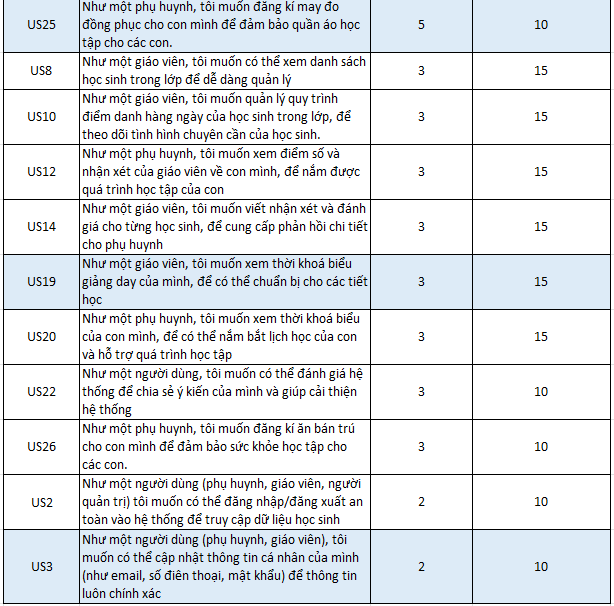 Như một phụ huynh, tôi muốn đăng kí may đo
US25 đồng phục cho con mình để đảm bảo quần áo học 5 10
tập cho các con.
Như một giáo viên, tôi muốn có thể xem danh sách
US8 3 15
học sinh trong lớp để dễ dàng quản lý
Như một giáo viên, tôi muốn quản lý quy trình
US10 điểm danh hàng ngày của học sinh trong lớp, để 3 15
theo dõi tình hình chuyên cần của học sinh.
Như một phụ huynh, tôi muốn xem điểm số và
US12 nhận xét của giáo viên về con mình, để nắm được 3 15
quá trình học tập của con
Như một giáo viên, tôi muốn viết nhận xét và đánh
US14 giá cho từng học sinh, để cung cấp phản hồi chi tiết 3 15
cho phụ huynh
Như một giáo viên, tôi muốn xem thời khoá biểu
US19 giảng day của mình, để có thể chuẩn bị cho các tiết 3 15
học
Như một phụ huynh, tôi muốn xem thời khoá biểu
US20 của con mình, để có thể nắm bắt lịch học của con 3 15
và hỗ trợ quá trình học tập
Như một người dùng, tôi muốn có thể đánh giá hệ
US22 thống để chia sẻ ý kiến của mình và giúp cải thiện 3 10
hệ thống
Như một phụ huynh, tôi muốn đăng kí ăn bán trú
US26 cho con mình để đảm bảo sức khỏe học tập cho 3 10
các con.
Như một người dùng (phụ huynh, giáo viên, người
US2 quản trị) tôi muốn có thể đăng nhập/đăng xuất an 2 10
toàn vào hệ thống để truy cập dữ liệu học sinh
Như một người dùng (phụ huynh, giáo viên), tôi
muốn có thể cập nhật thông tin cá nhân của mình
US3 2 10
(như email, số điên thoại, mật khẩu) để thông tin
luôn chính xác